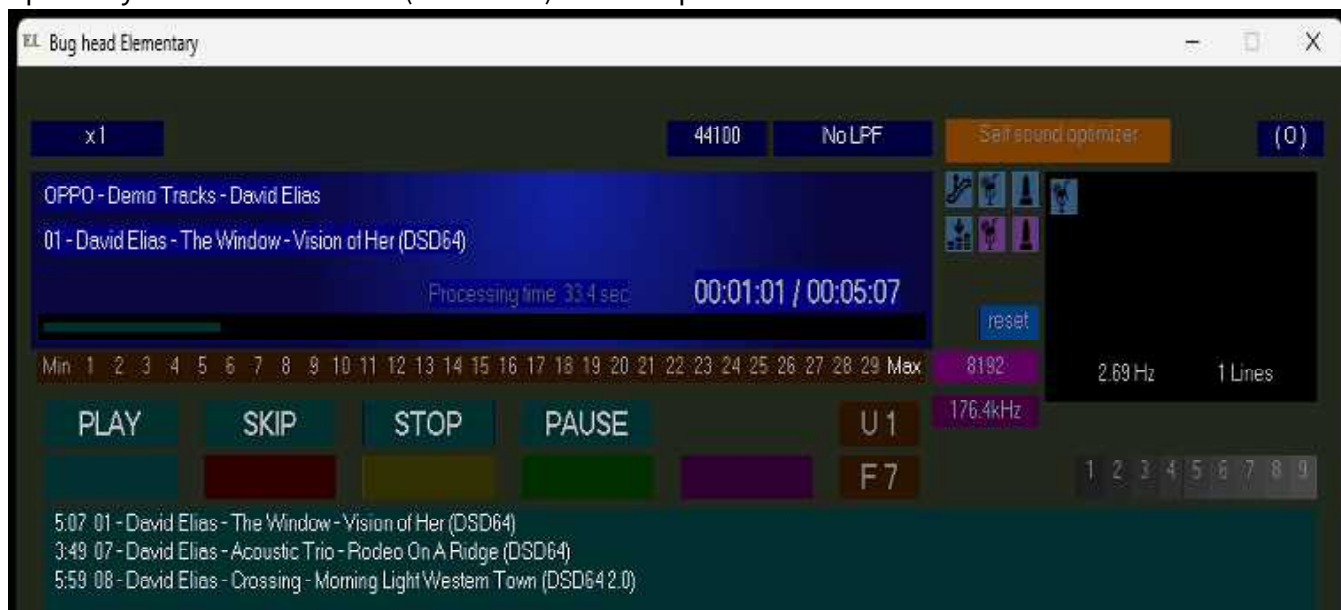 Bug head Elementary
x1
44100
No LPF
Self sound optimizer
(O)
OPPO - Demo Tracks - David Elias
01 - David Elias - The Window - Vision of Her (DSD64)
Processing time 33.4 sec
00:01:01 / 00:05:07
reset
Min 1 2 3 4 5 6 7 8 9 10 11 12 13 14 15 16 17 18 19 20 21 22 23 24 25 26 27 28 29 Max
8192
2.69 Hz
1 Lines
PLAY
SKIP
STOP
PAUSE
U 1
176.4kHz
F 7
1 2 3 4 5 6 7 8 9
5:07 01 - David Elias - The Window - Vision of Her (DSD64)
3:49 07 - David Elias - Acoustic Trio - Rodeo On A Ridge (DSD64)
5:59 08 - David Elias - Crossing - Morning Light Western Town (DSD64 2.0)